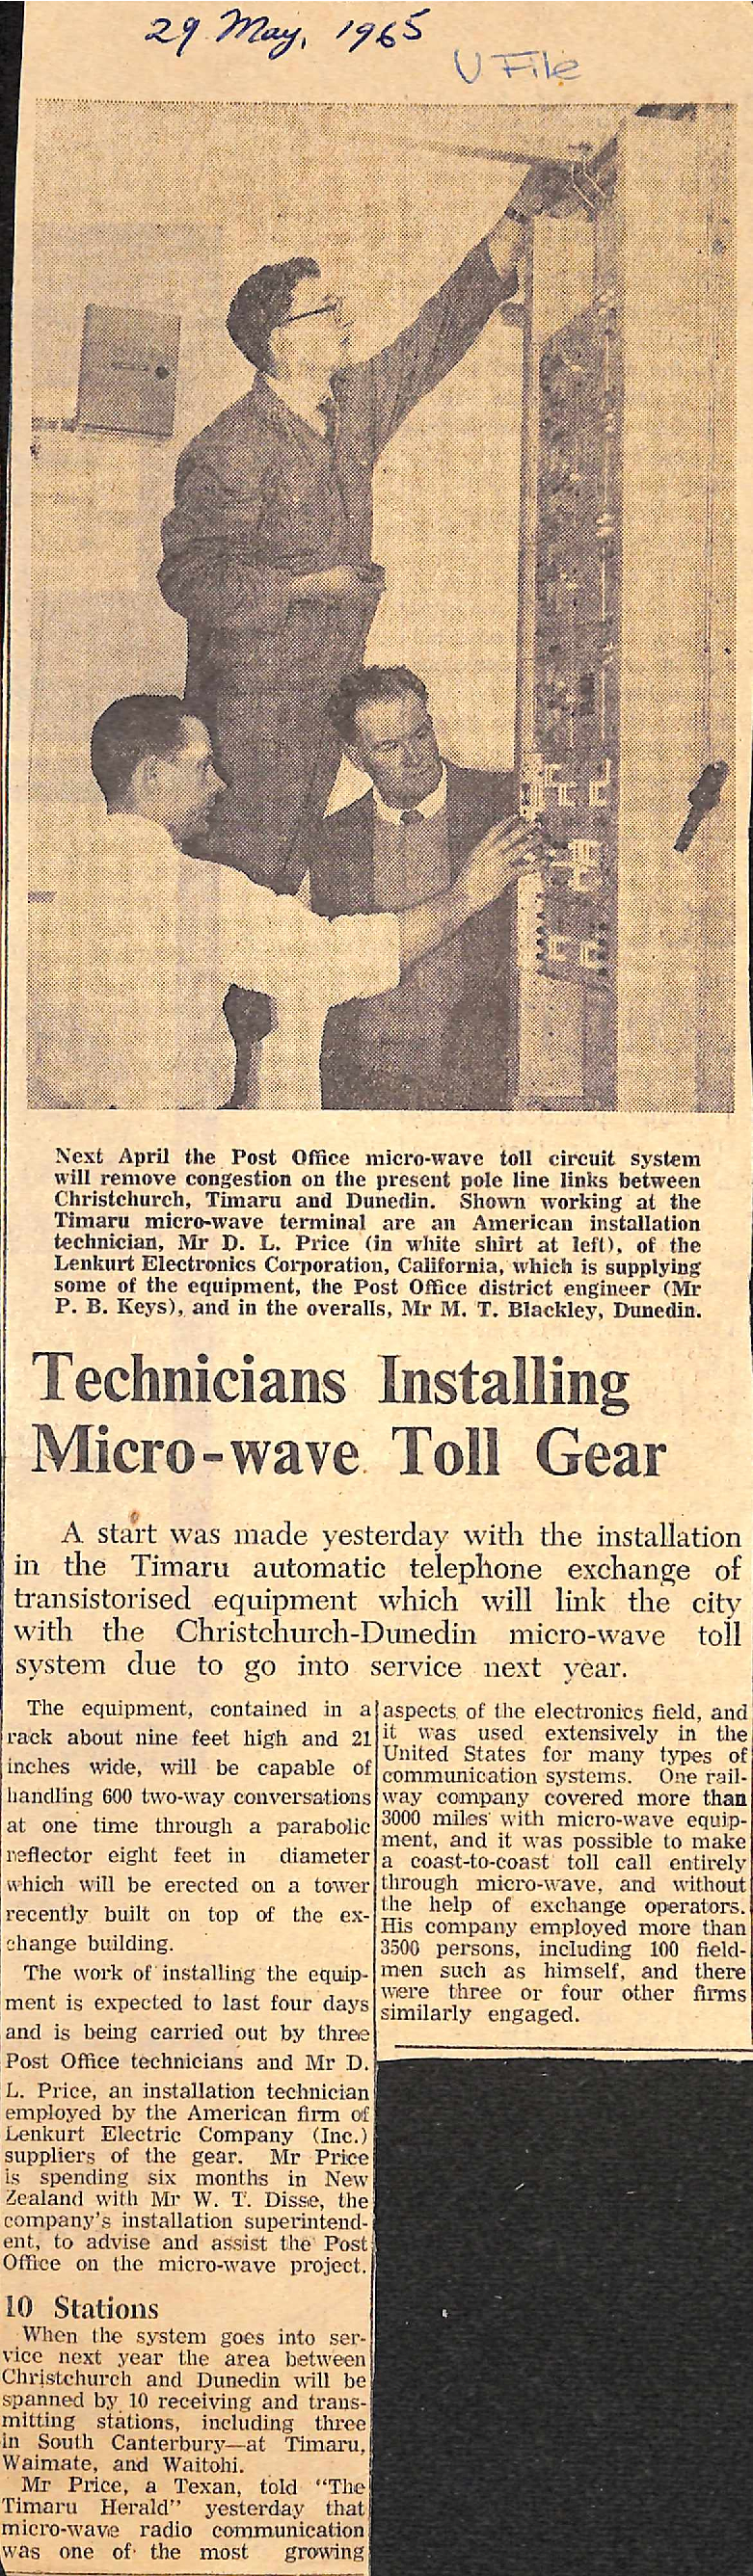 29 May, 1965
U File
Next April the Post Office micro-wave toll circuit system
will remove congestion on the present pole line links between
Christchurch, Timaru and Dunedin. Shown working at the
Timaru micro-wave terminal are an American installation
technician, Mr D. L. Price (in white shirt at left), of the
Lenkurt Electronics Corporation, California, which is supplying
some of the equipment, the Post Office district engineer (Mr
P. B. Keys), and in the overalls, Mr M. T. Blackley, Dunedin.
Technicians Installing
Micro-wave Toll Gear
A start was made yesterday with the installation
in the Timaru automatic telephone exchange of
transistorised equipment which will link the city
with the Christchurch-Dunedin micro-wave toll
system due to go into service next year.
The equipment, contained in a
rack about nine feet high and 21
inches wide, will be capable of
handling 600 two-way conversations
at one time through a parabolic
reflector eight feet in diameter
which will be erected on a tower
recently built on top of the ex-
change building.
The work of installing the equip-
ment is expected to last four days
and is being carried out by three
Post Office technicians and Mr D.
L. Price, an installation technician
employed by the American firm of
Lenkurt Electric Company (Inc.)
suppliers of the gear. Mr Price
is spending six months in New
Zealand with Mr W. T. Disse, the
company's installation superintend-
ent, to advise and assist the Post
Office on the micro-wave project.
10 Stations
When the system goes into ser-
vice next year the area between
Christchurch and Dunedin will be
spanned by 10 receiving and trans-
mitting stations, including three
in South Canterbury—at Timaru,
Waimate, and Waitohi.
Mr Price, a Texan, told "The
Timaru Herald" yesterday that
micro-wave radio communication
was one of the most growing
aspects of the electronics field, and
it was used extensively in the
United States for many types of
communication systems. One rail-
way company covered more than
3000 miles with micro-wave equip-
ment, and it was possible to make
a coast-to-coast toll call entirely
through micro-wave, and without
the help of exchange operators.
His company employed more than
3500 persons, including 100 field-
men such as himself, and there
were three or four other firms
similarly engaged.